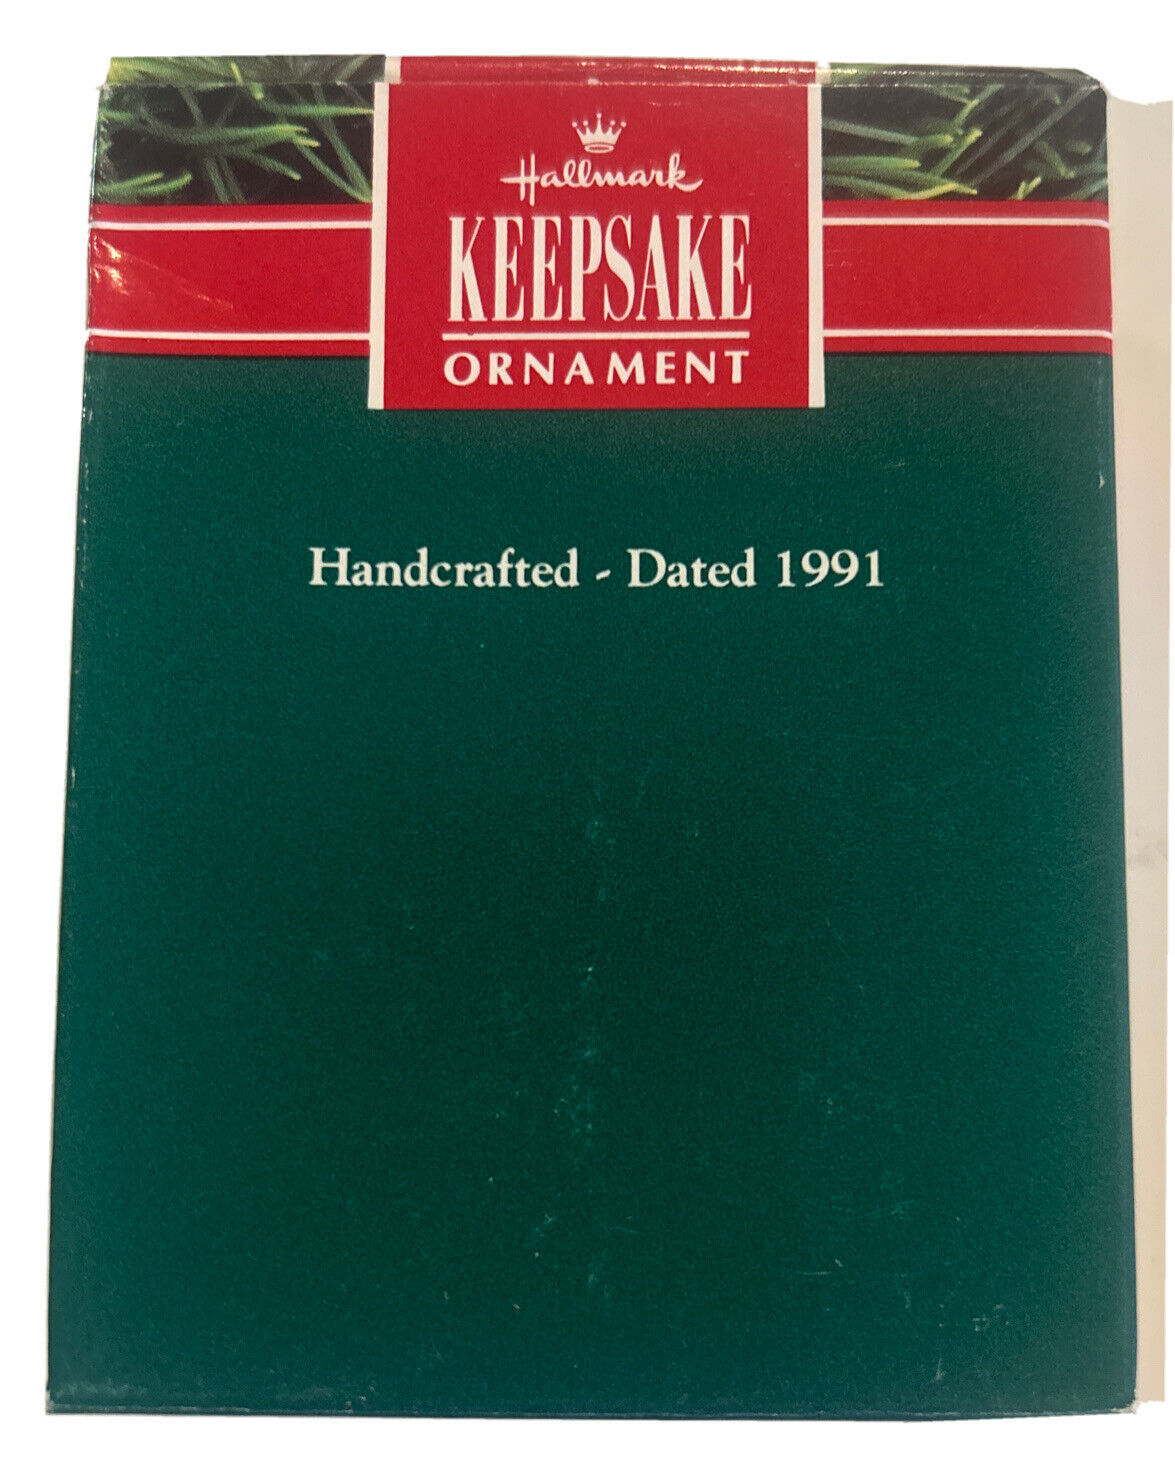 Hallmark
KEEPSAKE
ORNAMENT
Handcrafted - Dated 1991